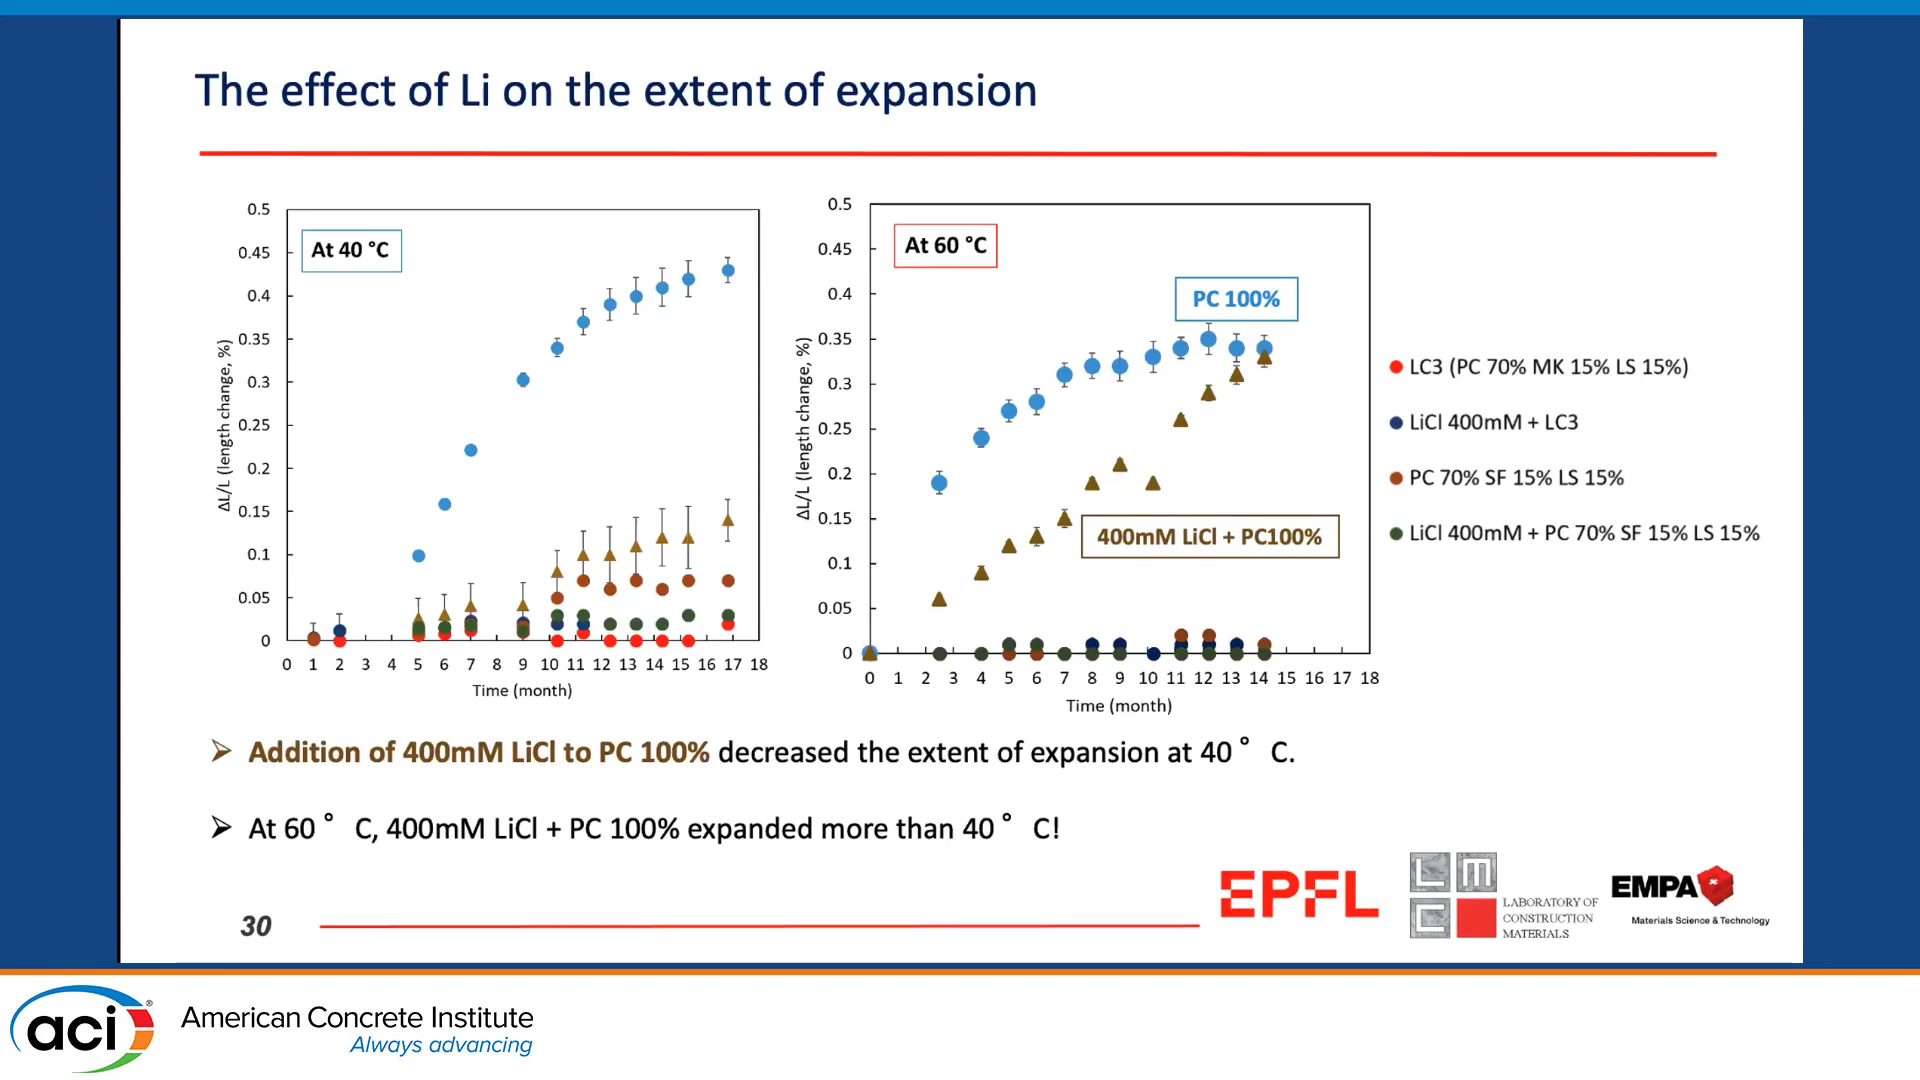 The effect of Li on the extent of expansion
At 40 °C
0.5
0.45
0.4
0.35
0.3
0.25
0.2
0.15
0.1
0.05
0
ΔL/L (length change, %)
0 1 2 3 4 5 6 7 8 9 10 11 12 13 14 15 16 17 18
Time (month)
At 60 °C
0.5
0.45
0.4
0.35
0.3
0.25
0.2
0.15
0.1
0.05
0
ΔL/L (length change, %)
PC 100%
400mM LiCl + PC100%
0 1 2 3 4 5 6 7 8 9 10 11 12 13 14 15 16 17 18
Time (month)
LC3 (PC 70% MK 15% LS 15%)
LiCl 400mM + LC3
PC 70% SF 15% LS 15%
LiCl 400mM + PC 70% SF 15% LS 15%
Addition of 400mM LiCl to PC 100% decreased the extent of expansion at 40 ° C.
At 60 ° C, 400mM LiCl + PC 100% expanded more than 40 ° C!
30
EPFL
LMC
LABORATORY OF
CONSTRUCTION
MATERIALS
EMPA
Materials Science & Technology
aci®
American Concrete Institute
Always advancing